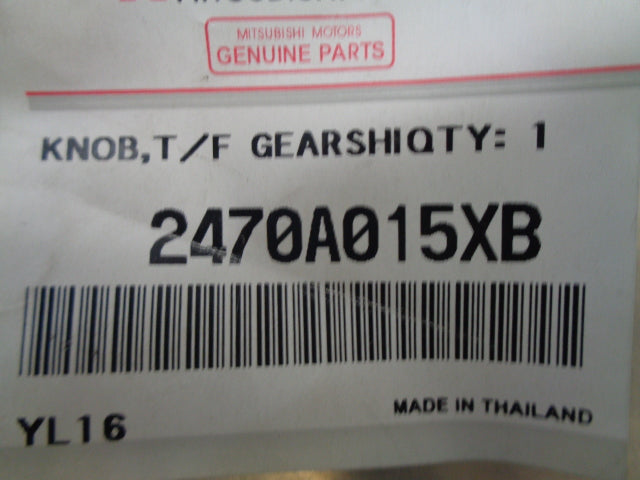 MITSUBISHI MOTORS
GENUINE PARTS
KNOB,T/F GEARSHIQTY: 1
2470A015XB
MADE IN THAILAND
YL16